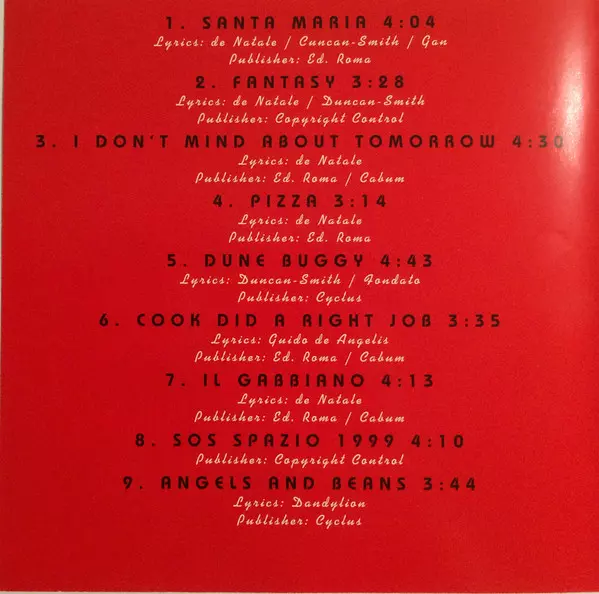 1. SANTA MARIA 4:04
Lyrics: de Natale / Cuncan-Smith / Gan
Publisher: Ed. Roma
2. FANTASY 3:28
Lyrics: de Natale / Duncan-Smith
Publisher: Copyright Control
3. I DON'T MIND ABOUT TOMORROW 4:30
Lyrics: de Natale
Publisher: Ed. Roma / Cabum
4. PIZZA 3:14
Lyrics: de Natale
Publisher: Ed. Roma
5. DUNE BUGGY 4:43
Lyrics: Duncan-Smith / Fondato
Publisher: Cyclus
6. COOK DID A RIGHT JOB 3:35
Lyrics: Guido de Angelis
Publisher: Ed. Roma / Cabum
7. IL GABBIANO 4:13
Lyrics: de Natale
Publisher: Ed. Roma / Cabum
8. SOS SPAZIO 1999 4:10
Publisher: Copyright Control
9. ANGELS AND BEANS 3:44
Lyrics: Dandylion
Publisher: Cyclus